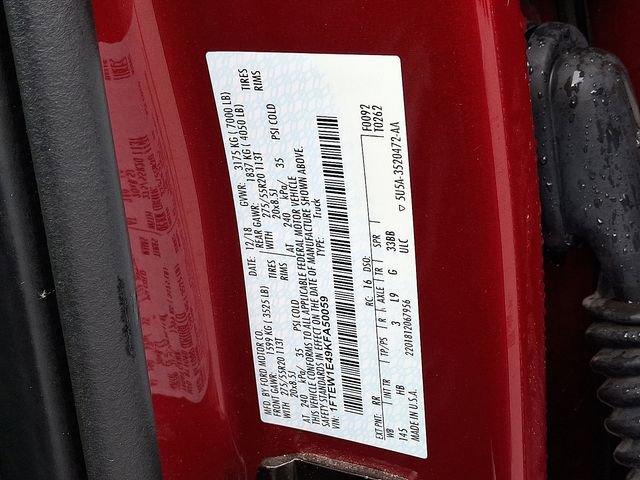 MFD. BY FORD MOTOR CO.
DATE: 12/18 GVWR: 3175 KG ( 7000 LB)
FRONT GAWR: 1599 KG ( 3525 LB) REAR GAWR: 1837 KG ( 4050 LB)
WITH 275/55R20 113T TIRES WITH 275/55R20 113T TIRES
20x8.5J RIMS 20x8.5J RIMS
AT 240 kPa/ 35 PSI COLD AT 240 kPa/ 35 PSI COLD
THIS VEHICLE CONFORMS TO ALL APPLICABLE FEDERAL MOTOR VEHICLE
SAFETY STANDARDS IN EFFECT ON THE DATE OF MANUFACTURE SHOWN ABOVE.
VIN: 1FTEW1E49KFA50059 TYPE: Truck
F0092
T0262
EXT PNT: RR RC: 16 DSO:
WB INT TR TP/PS R AXLE TR SPR
145 HB 3 L9 G 33BB
ULC
MADE IN U.S.A. 2201812067956 ▽ 5U5A-3520472-AA